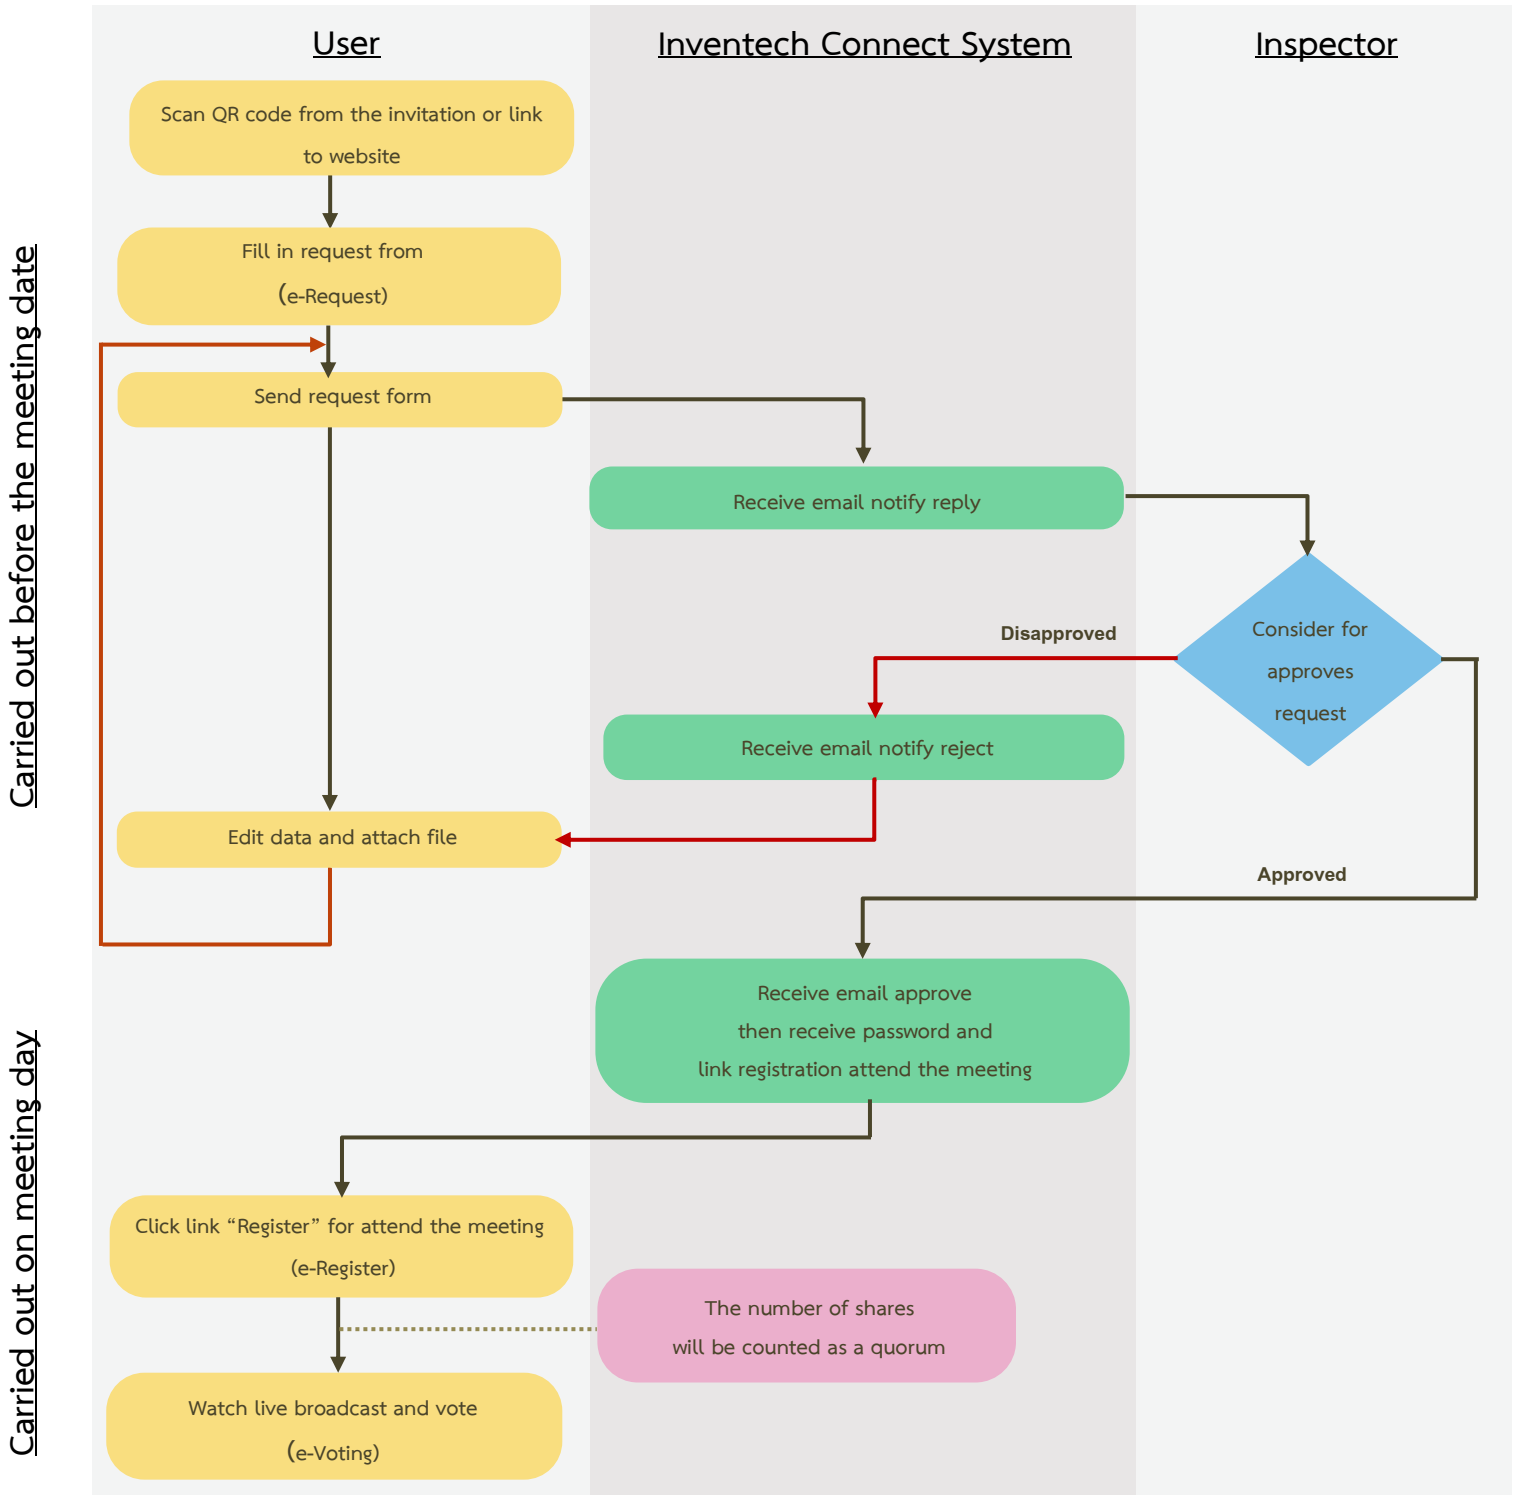 User
Inventech Connect System
Inspector
Carried out before the meeting date
Scan QR code from the invitation or link
to website
Fill in request from
(e-Request)
Send request form
Receive email notify reply
Disapproved
Consider for
approves
request
Receive email notify reject
Edit data and attach file
Approved
Receive email approve
then receive password and
link registration attend the meeting
Carried out on meeting day
Click link “Register” for attend the meeting
(e-Register)
The number of shares
will be counted as a quorum
Watch live broadcast and vote
(e-Voting)